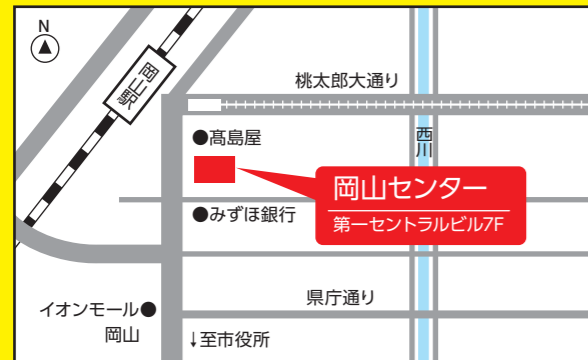 N
岡山駅
桃太郎大通り
●髙島屋
西川
岡山センター
第一セントラルビル7F
●みずほ銀行
県庁通り
イオンモール●
岡山
↓至市役所